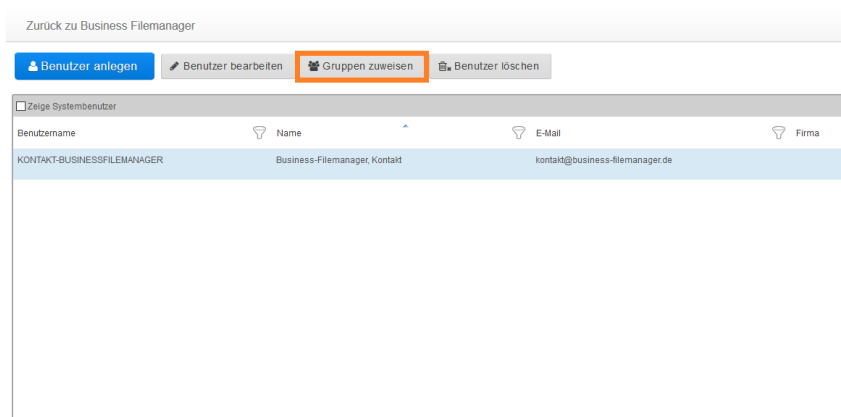 Zurück zu Business Filemanager
Benutzer anlegen Benutzer bearbeiten Gruppen zuweisen Benutzer löschen
Zeige Systembenutzer
Benutzername Name E-Mail Firma
KONTAKT-BUSINESSFILEMANAGER Business-Filemanager, Kontakt kontakt@business-filemanager.de